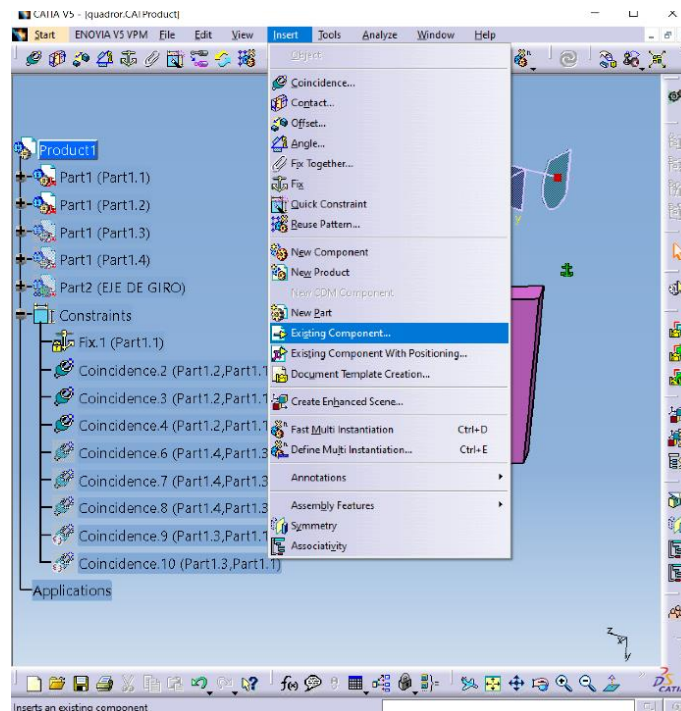 CATIA V5 - [quadror.CATProduct]
Start ENOVIA V5 VPM File Edit View Insert Tools Analyze Window Help
Object
Coincidence...
Contact...
Offset...
Angle...
Fix Together...
Fix
Quick Constraint
Reuse Pattern...
New Component
New Product
New CDM Component
New Part
Existing Component...
Existing Component With Positioning...
Document Template Creation...
Create Enhanced Scene...
Fast Multi Instantiation Ctrl+D
Define Multi Instantiation... Ctrl+E
Annotations
Assembly Features
Symmetry
Associativity
Product1
Part1 (Part1.1)
Part1 (Part1.2)
Part1 (Part1.3)
Part1 (Part1.4)
Part2 (EJE DE GIRO)
Constraints
Fix.1 (Part1.1)
Coincidence.2 (Part1.2,Part1.1
Coincidence.3 (Part1.2,Part1.1
Coincidence.4 (Part1.2,Part1.1
Coincidence.6 (Part1.4,Part1.3
Coincidence.7 (Part1.4,Part1.3
Coincidence.8 (Part1.4,Part1.3
Coincidence.9 (Part1.3,Part1.1
Coincidence.10 (Part1.3,Part1.1)
Applications
y
z
y
f(x)
CATIA
Inserts an existing component